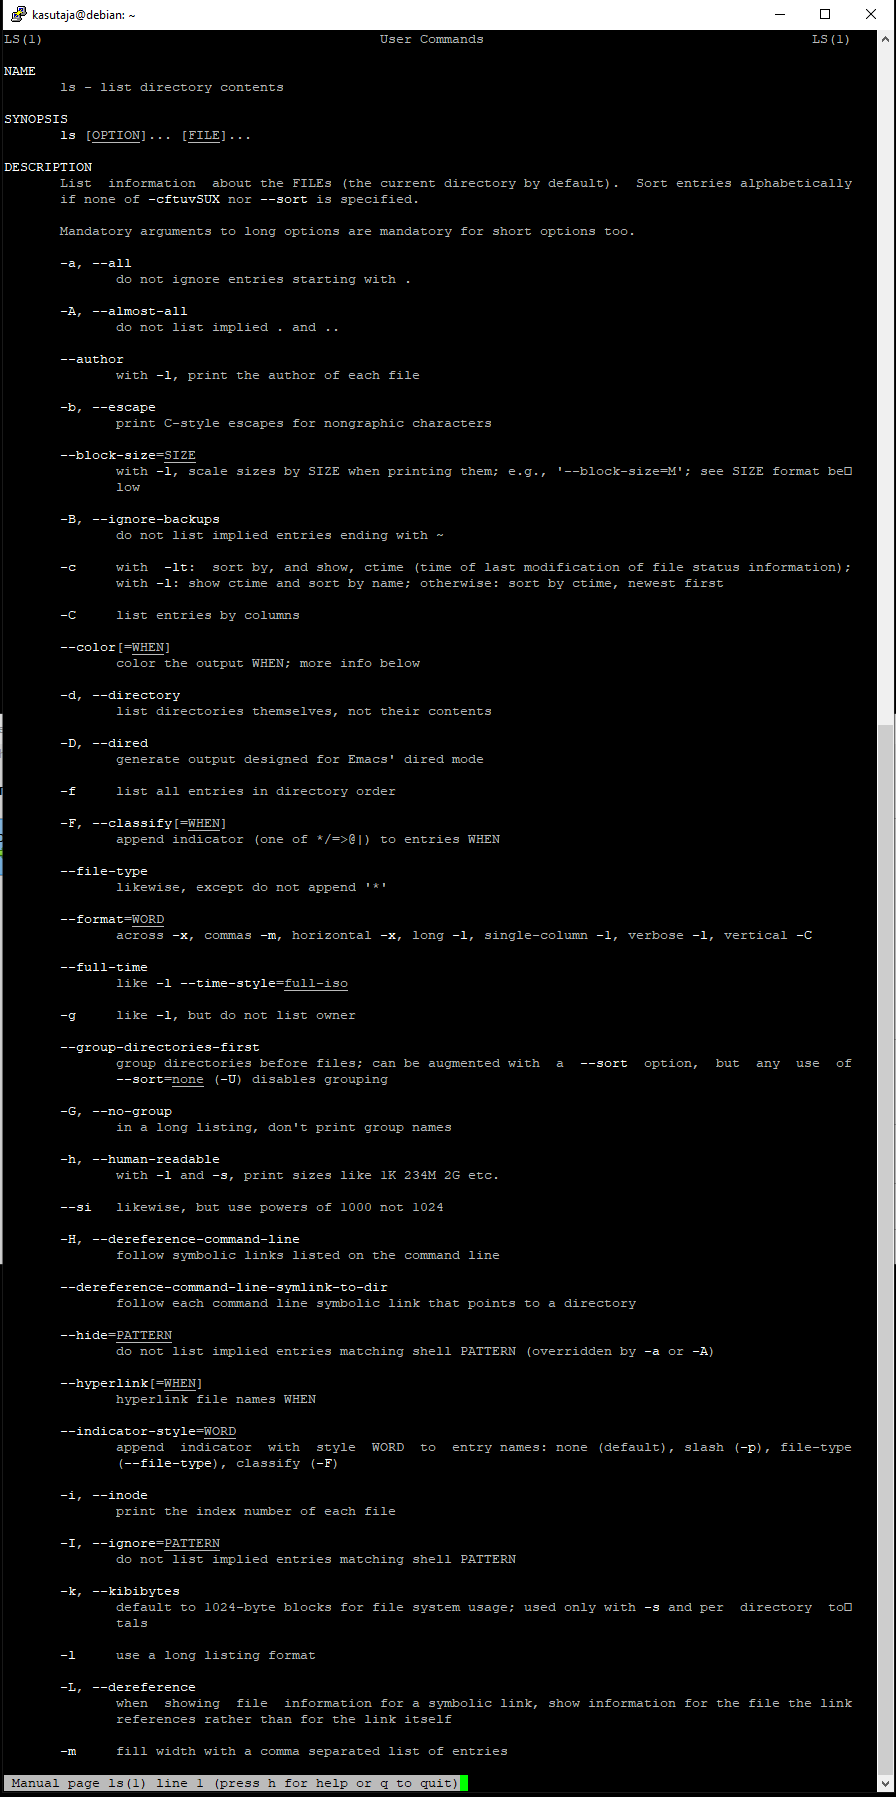 kasutaja@debian: ~
LS(1) User Commands LS(1)
NAME
ls - list directory contents
SYNOPSIS
ls [OPTION]... [FILE]...
DESCRIPTION
List information about the FILEs (the current directory by default). Sort entries alphabetically
if none of -cftuvSUX nor --sort is specified.
Mandatory arguments to long options are mandatory for short options too.
-a, --all
do not ignore entries starting with .
-A, --almost-all
do not list implied . and ..
--author
with -l, print the author of each file
-b, --escape
print C-style escapes for nongraphic characters
--block-size=SIZE
with -l, scale sizes by SIZE when printing them; e.g., '--block-size=M'; see SIZE format be□
low
-B, --ignore-backups
do not list implied entries ending with ~
-c with -lt: sort by, and show, ctime (time of last modification of file status information);
with -l: show ctime and sort by name; otherwise: sort by ctime, newest first
-C list entries by columns
--color[=WHEN]
color the output WHEN; more info below
-d, --directory
list directories themselves, not their contents
-D, --dired
generate output designed for Emacs' dired mode
-f list all entries in directory order
-F, --classify[=WHEN]
append indicator (one of */=>@|) to entries WHEN
--file-type
likewise, except do not append '*'
--format=WORD
across -x, commas -m, horizontal -x, long -l, single-column -1, verbose -l, vertical -C
--full-time
like -l --time-style=full-iso
-g like -l, but do not list owner
--group-directories-first
group directories before files; can be augmented with a --sort option, but any use of
--sort=none (-U) disables grouping
-G, --no-group
in a long listing, don't print group names
-h, --human-readable
with -l and -s, print sizes like 1K 234M 2G etc.
--si likewise, but use powers of 1000 not 1024
-H, --dereference-command-line
follow symbolic links listed on the command line
--dereference-command-line-symlink-to-dir
follow each command line symbolic link that points to a directory
--hide=PATTERN
do not list implied entries matching shell PATTERN (overridden by -a or -A)
--hyperlink[=WHEN]
hyperlink file names WHEN
--indicator-style=WORD
append indicator with style WORD to entry names: none (default), slash (-p), file-type
(--file-type), classify (-F)
-i, --inode
print the index number of each file
-I, --ignore=PATTERN
do not list implied entries matching shell PATTERN
-k, --kibibytes
default to 1024-byte blocks for file system usage; used only with -s and per directory to□
tals
-l use a long listing format
-L, --dereference
when showing file information for a symbolic link, show information for the file the link
references rather than for the link itself
-m fill width with a comma separated list of entries
Manual page ls(1) line 1 (press h for help or q to quit)